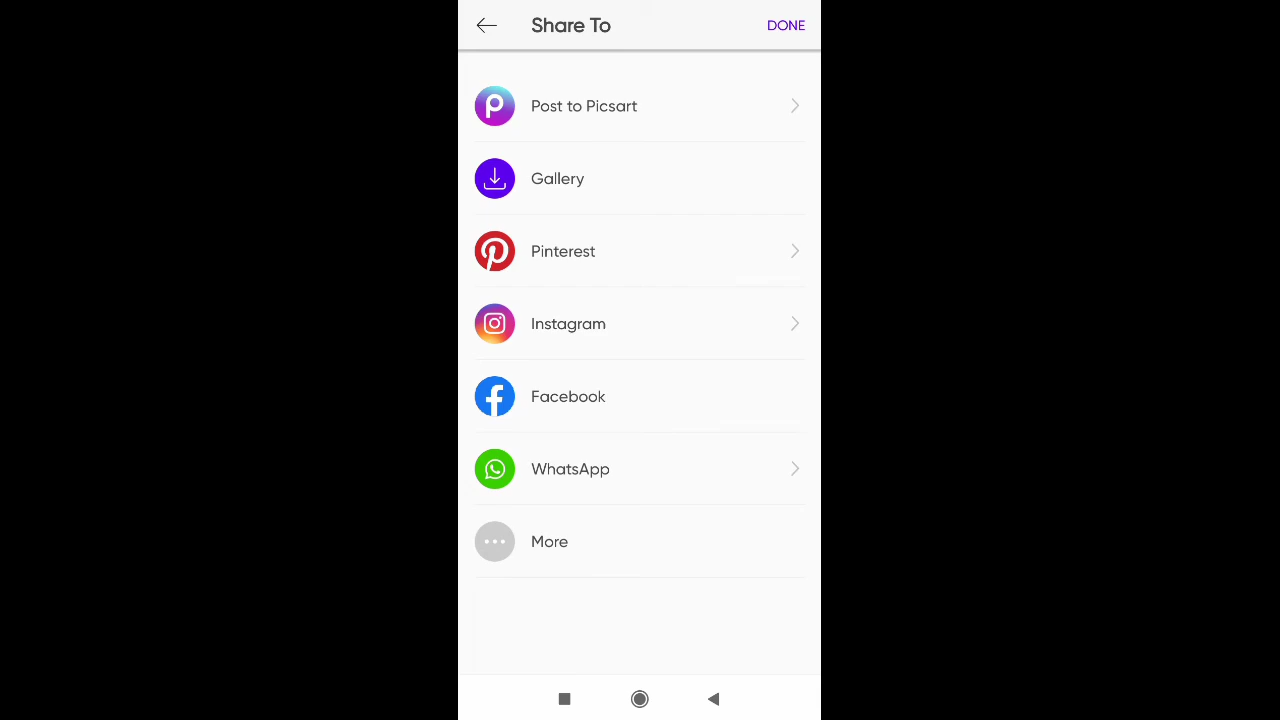 Share To
DONE
Post to Picsart
Gallery
Pinterest
Instagram
Facebook
WhatsApp
More